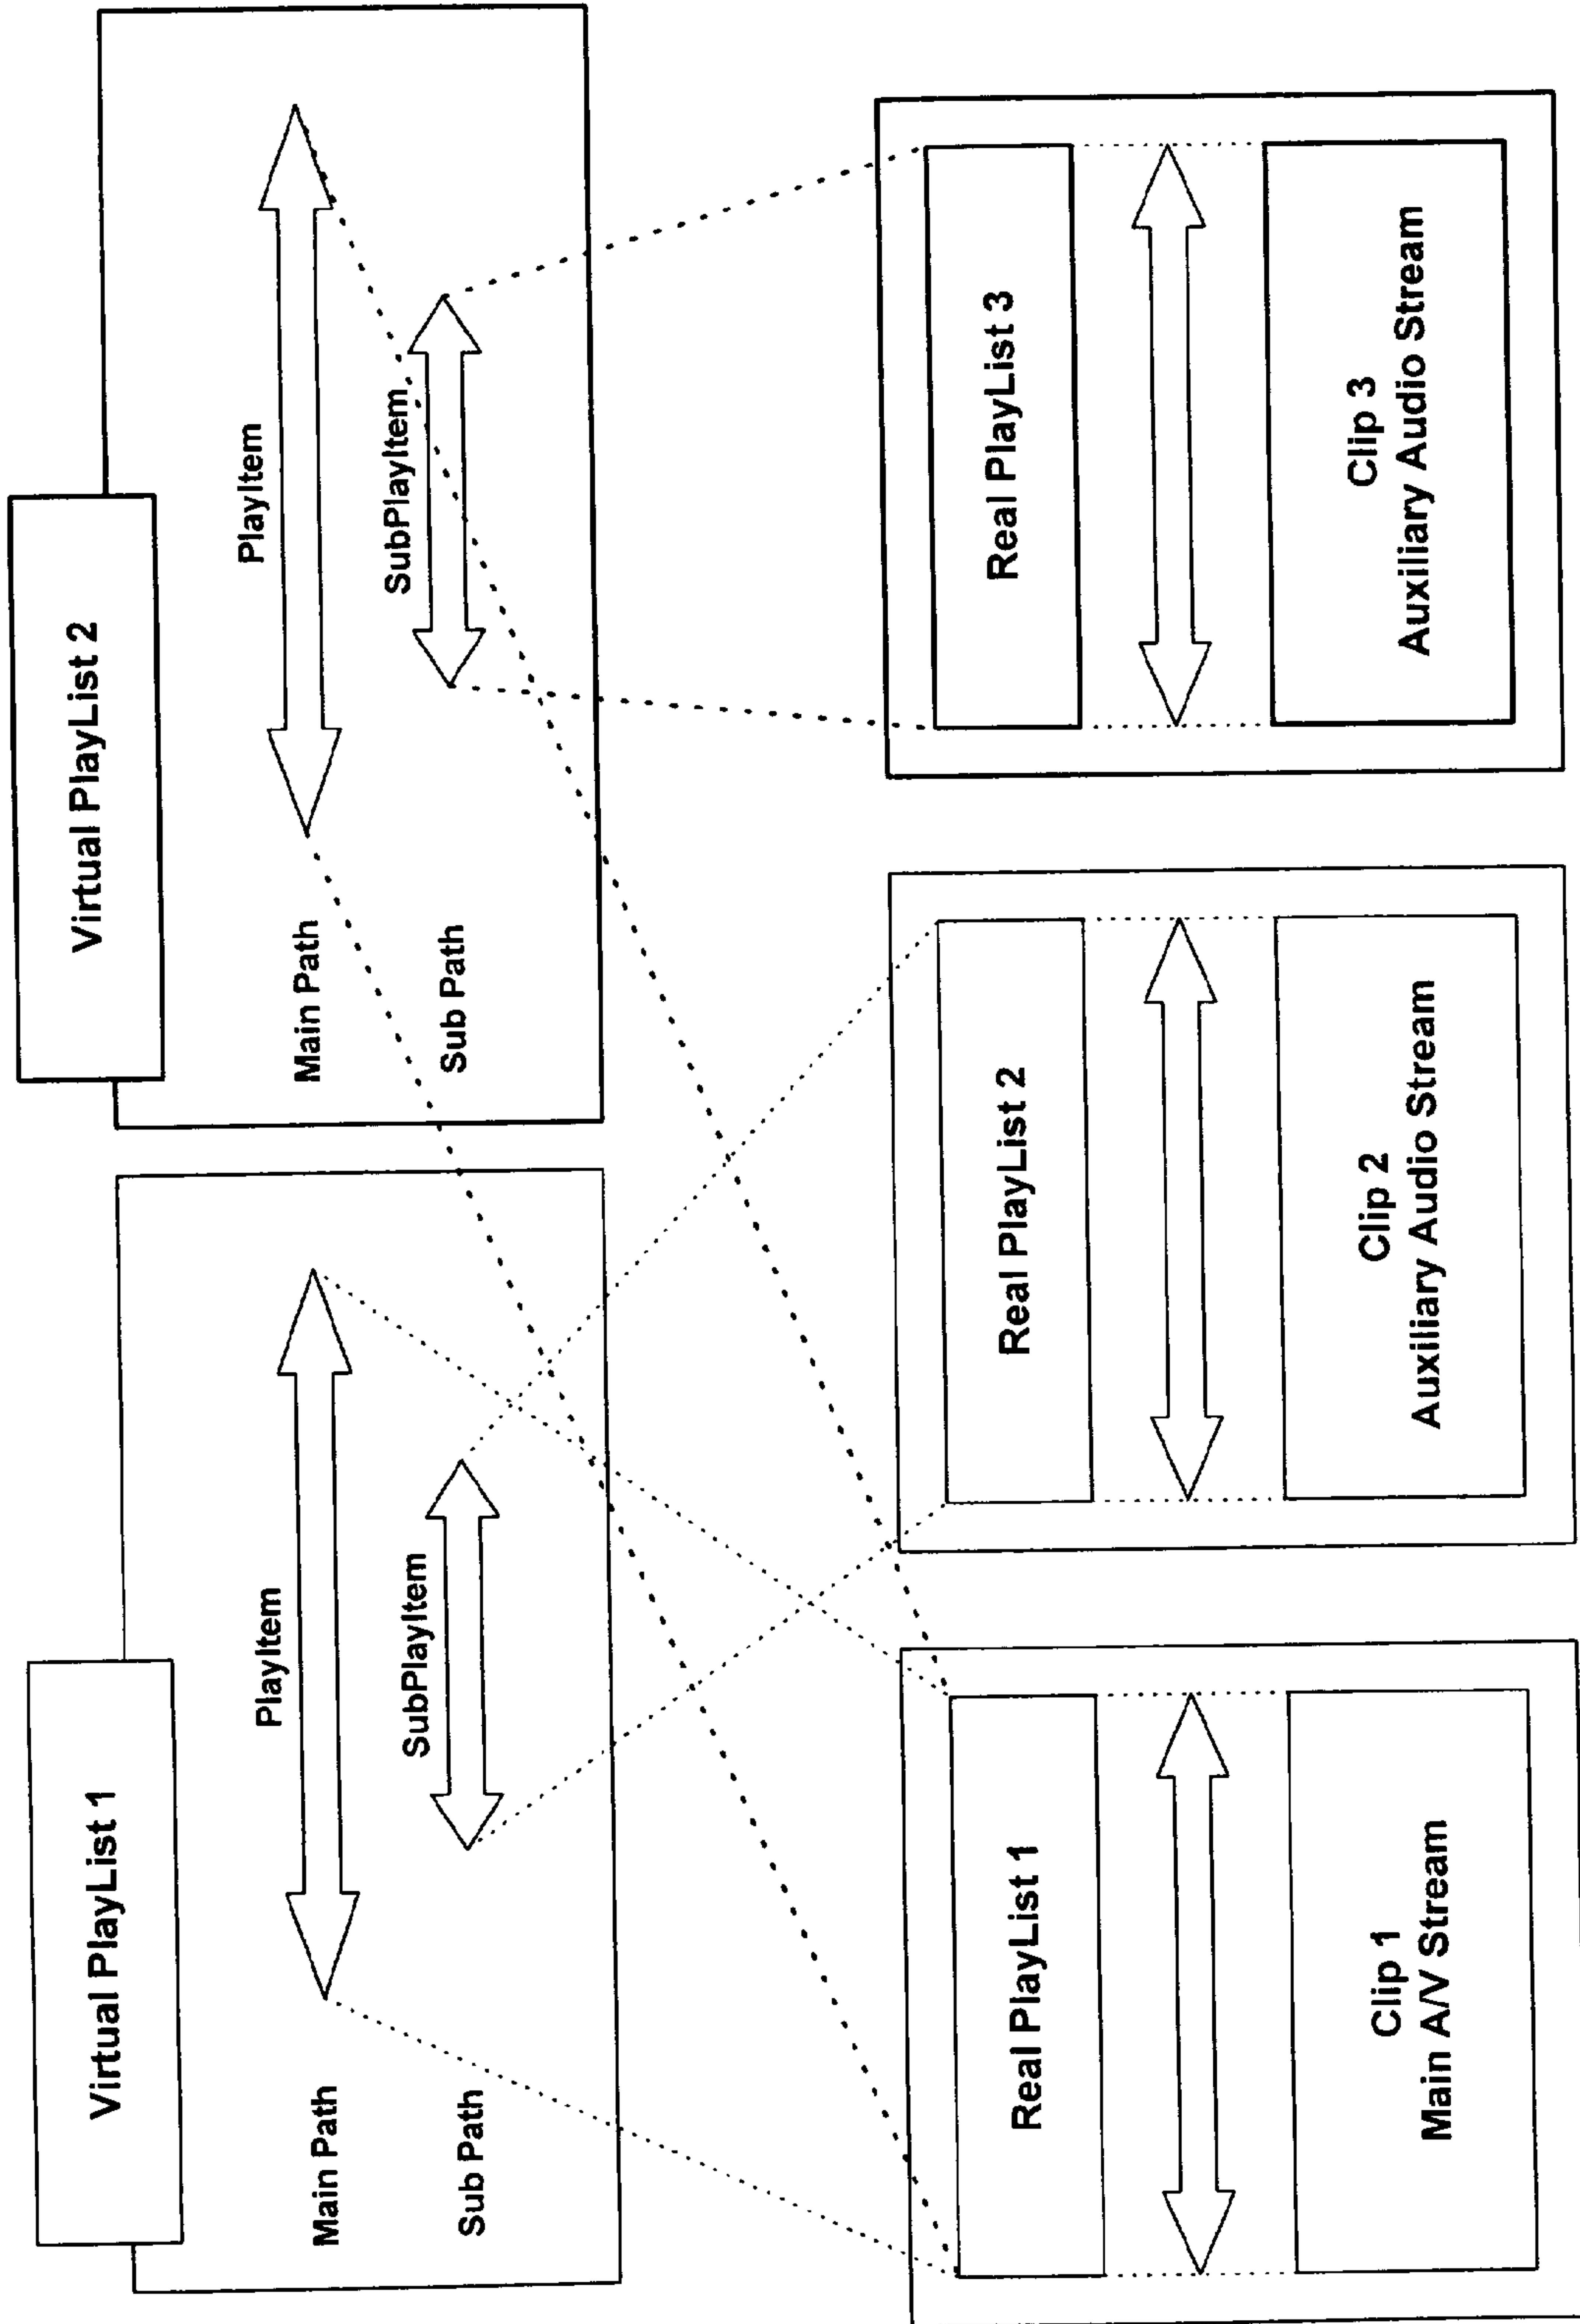 Virtual PlayList 1
PlayItem
Main Path
SubPlayItem
Sub Path
Virtual PlayList 2
PlayItem
Main Path
SubPlayItem
Sub Path
Real PlayList 1
Clip 1
Main A/V Stream
Real PlayList 2
Clip 2
Auxiliary Audio Stream
Real PlayList 3
Clip 3
Auxiliary Audio Stream